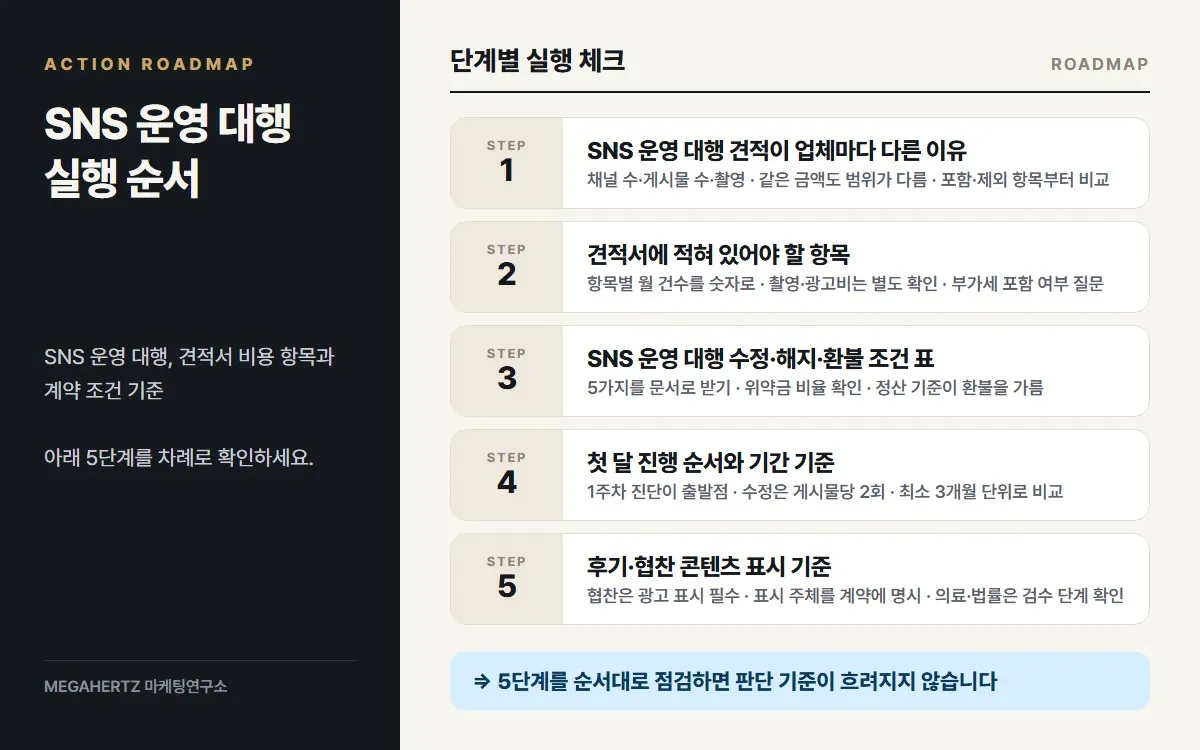 ACTION ROADMAP
SNS 운영 대행
실행 순서
SNS 운영 대행, 견적서 비용 항목과
계약 조건 기준
아래 5단계를 차례로 확인하세요.
MEGAHERTZ 마케팅연구소
단계별 실행 체크
ROADMAP
STEP
1
SNS 운영 대행 견적이 업체마다 다른 이유
채널 수·게시물 수·촬영 · 같은 금액도 범위가 다름 · 포함·제외 항목부터 비교
STEP
2
견적서에 적혀 있어야 할 항목
항목별 월 건수를 숫자로 · 촬영·광고비는 별도 확인 · 부가세 포함 여부 질문
STEP
3
SNS 운영 대행 수정·해지·환불 조건 표
5가지를 문서로 받기 · 위약금 비율 확인 · 정산 기준이 환불을 가름
STEP
4
첫 달 진행 순서와 기간 기준
1주차 진단이 출발점 · 수정은 게시물당 2회 · 최소 3개월 단위로 비교
STEP
5
후기·협찬 콘텐츠 표시 기준
협찬은 광고 표시 필수 · 표시 주체를 계약에 명시 · 의료·법률은 검수 단계 확인
→ 5단계를 순서대로 점검하면 판단 기준이 흐려지지 않습니다